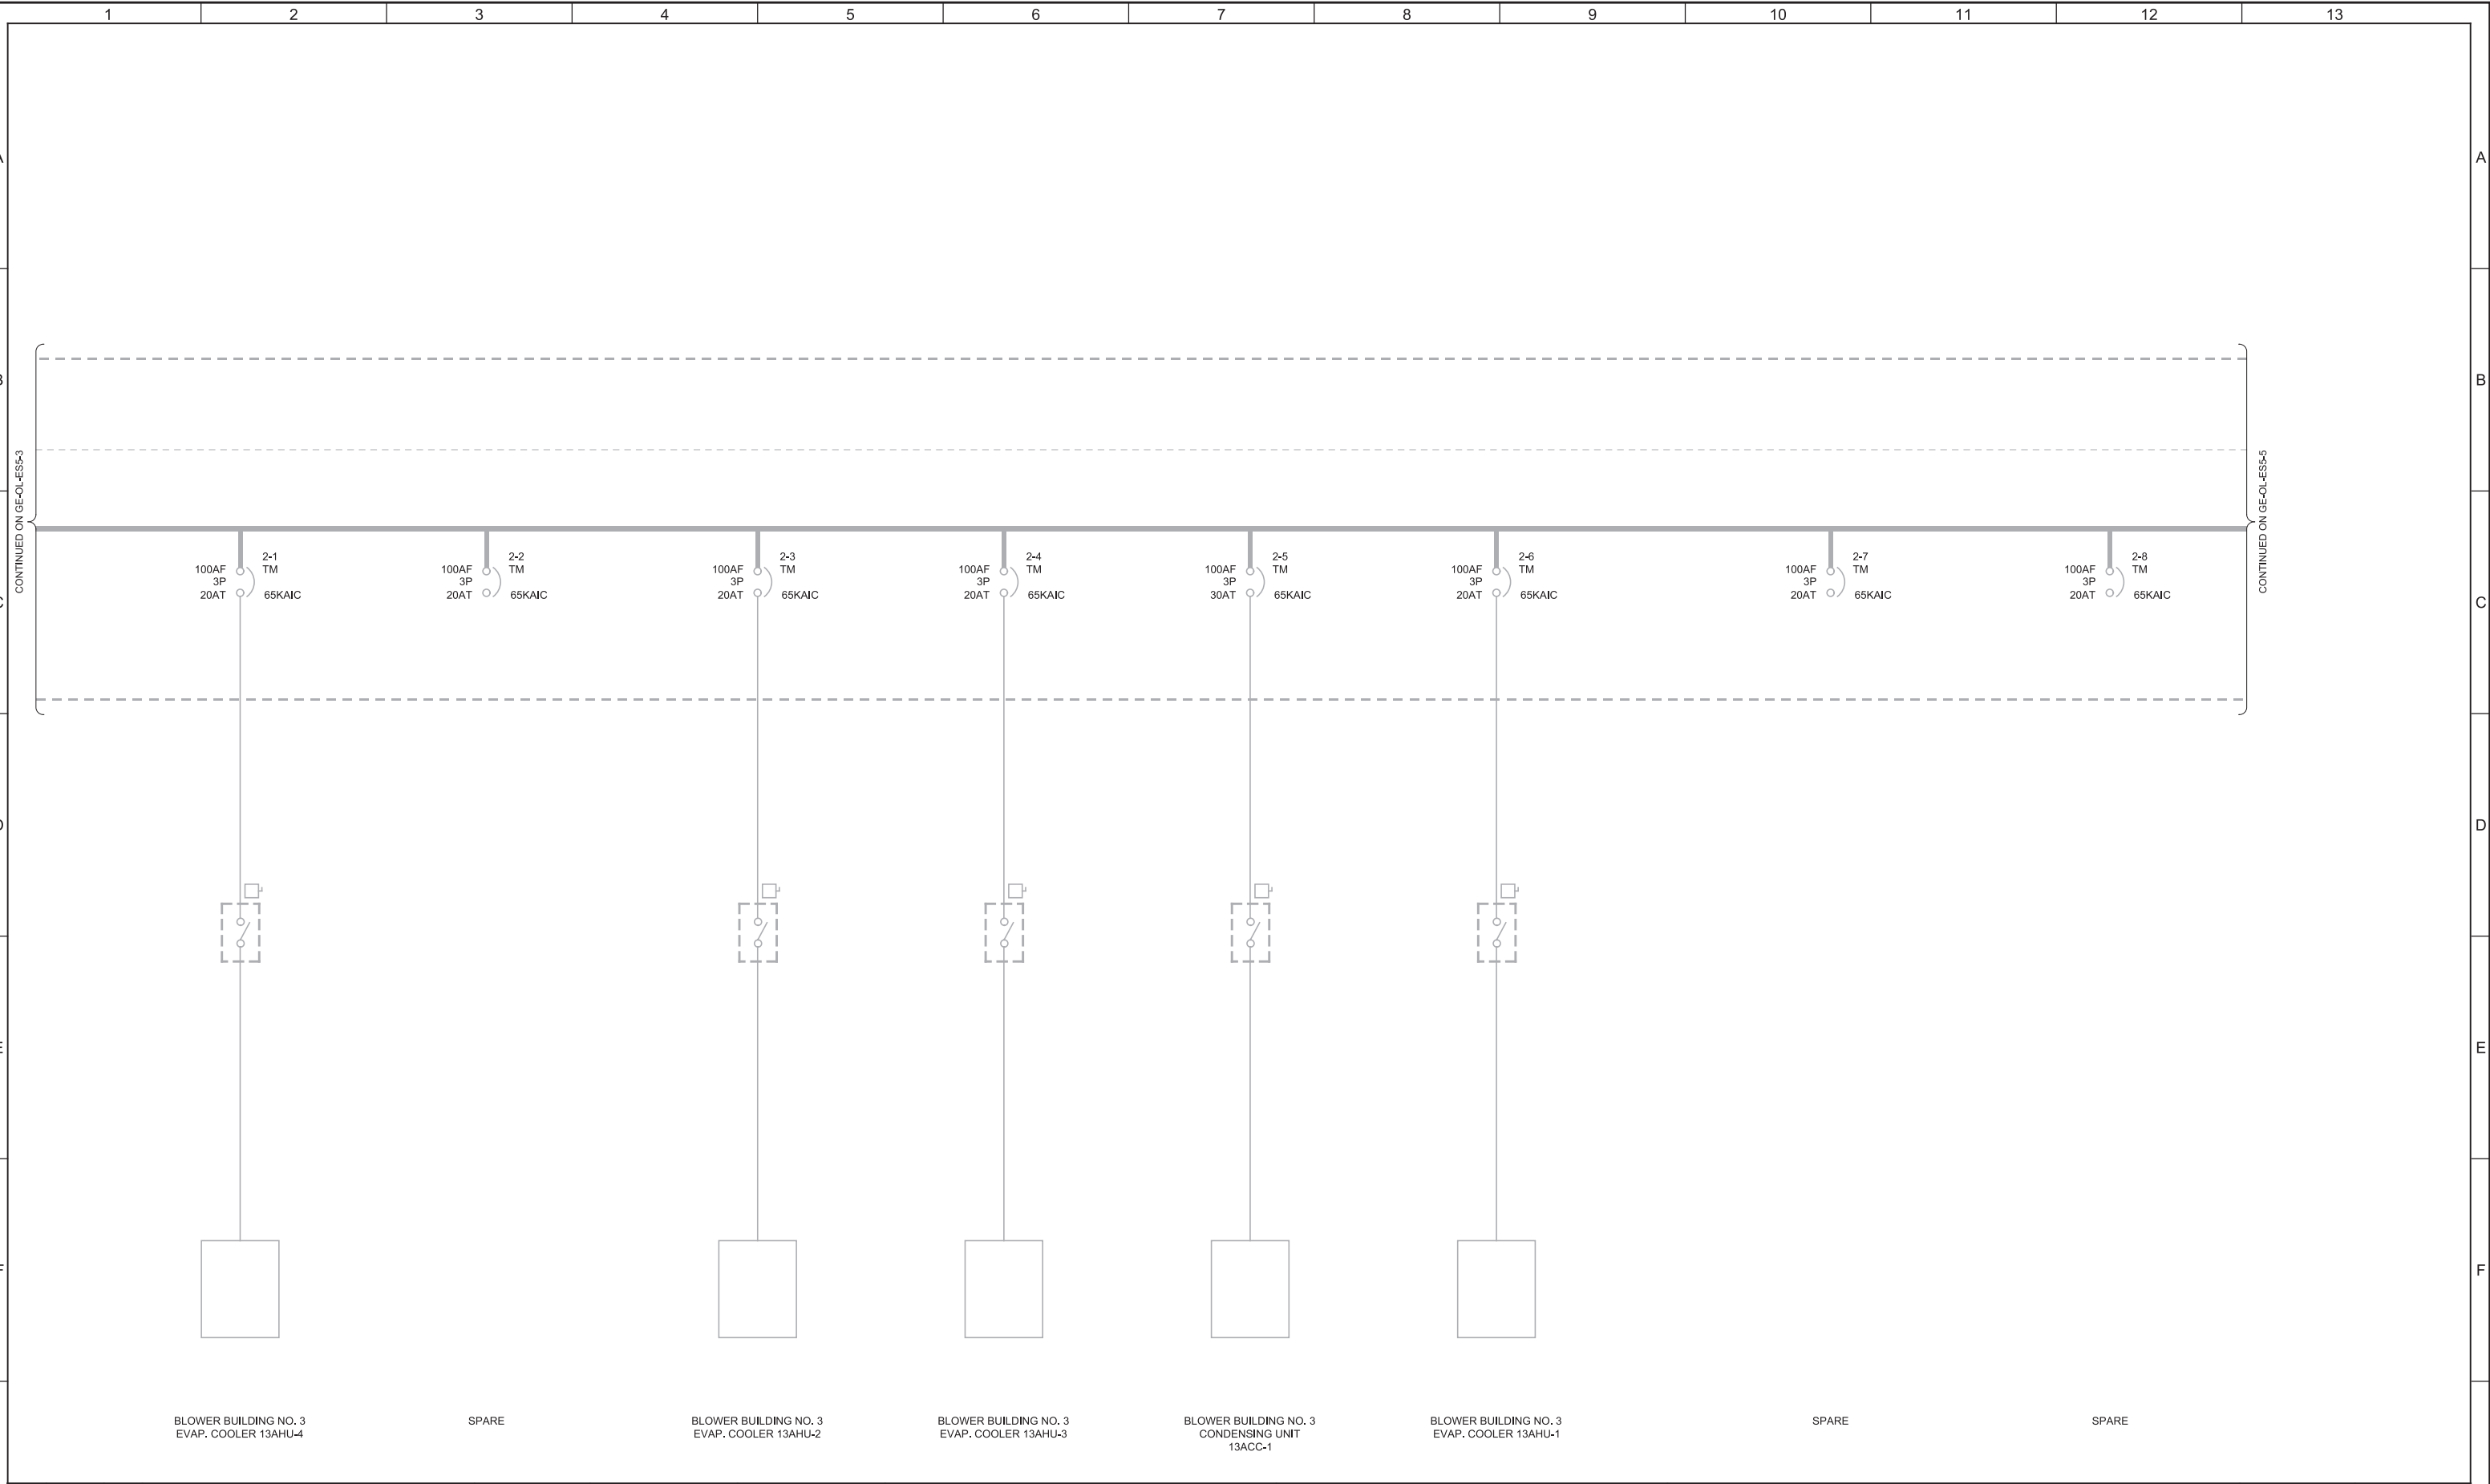 1 2 3 4 5 6 7 8 9 10 11 12 13
A
A
B
B
CONTINUED ON GE-OL-ES5-3
CONTINUED ON GE-OL-ES5-5
2-1
100AF TM
3P
20AT 65KAIC
2-2
100AF TM
3P
20AT 65KAIC
2-3
100AF TM
3P
20AT 65KAIC
2-4
100AF TM
3P
20AT 65KAIC
2-5
100AF TM
3P
30AT 65KAIC
2-6
100AF TM
3P
20AT 65KAIC
2-7
100AF TM
3P
20AT 65KAIC
2-8
100AF TM
3P
20AT 65KAIC
C
C
D
D
E
E
F
F
BLOWER BUILDING NO. 3
EVAP. COOLER 13AHU-4
SPARE
BLOWER BUILDING NO. 3
EVAP. COOLER 13AHU-2
BLOWER BUILDING NO. 3
EVAP. COOLER 13AHU-3
BLOWER BUILDING NO. 3
CONDENSING UNIT
13ACC-1
BLOWER BUILDING NO. 3
EVAP. COOLER 13AHU-1
SPARE
SPARE